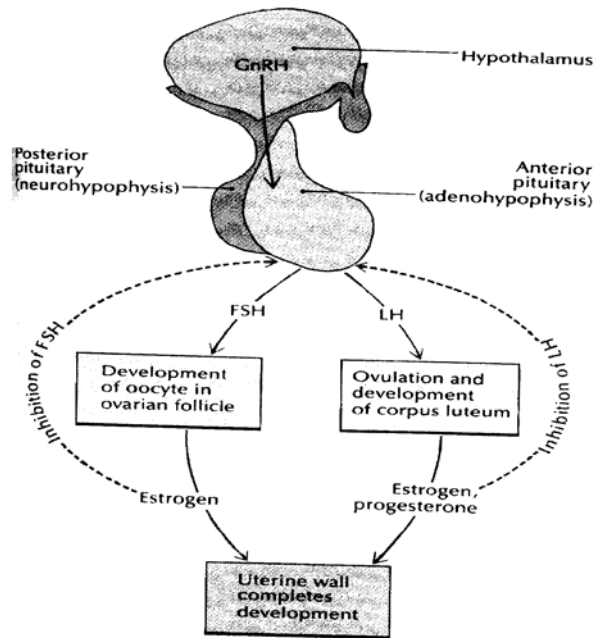 Hypothalamus
GnRH
Posterior
pituitary
(neurohypophysis)
Anterior
pituitary
(adenohypophysis)
FSH
LH
Inhibition of FSH
Inhibition of LH
Development
of oocyte in
ovarian follicle
Ovulation and
development
of corpus luteum
Estrogen
Estrogen,
progesterone
Uterine wall
completes
development